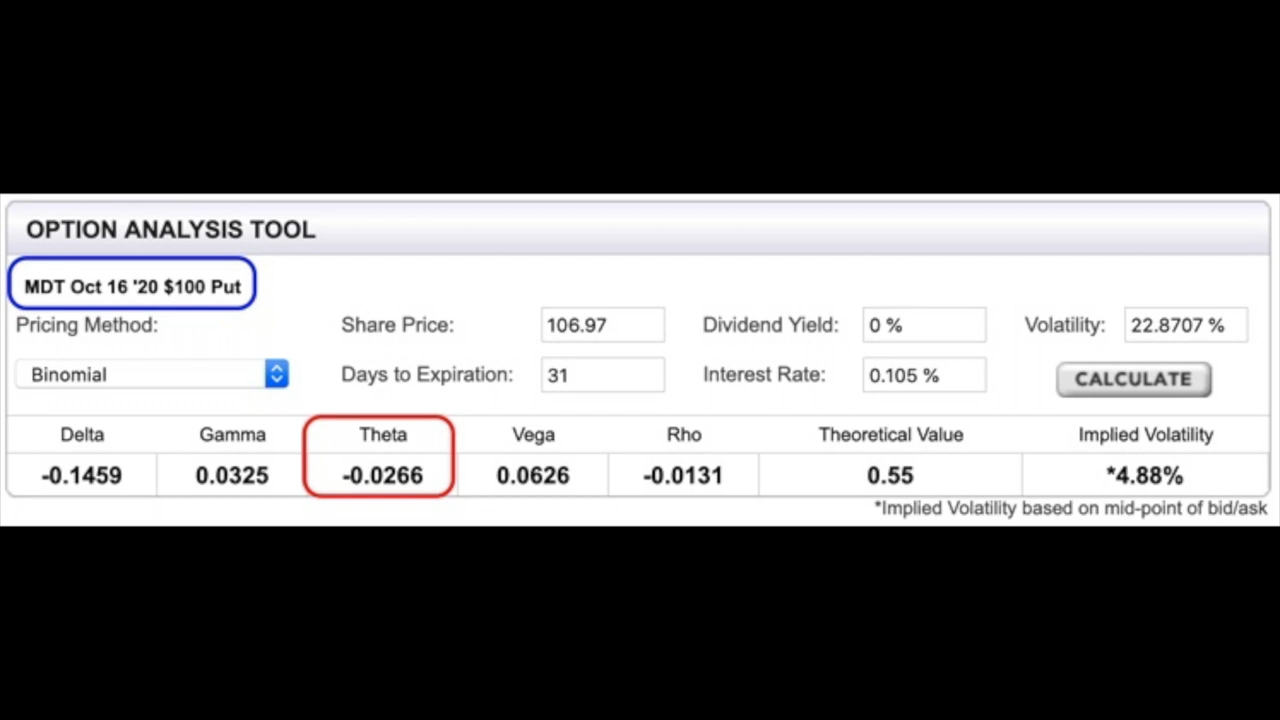 OPTION ANALYSIS TOOL
MDT Oct 16 '20 $100 Put
Pricing Method: Share Price: 106.97 Dividend Yield: 0 % Volatility: 22.8707 %
Binomial Days to Expiration: 31 Interest Rate: 0.105 % CALCULATE
Delta Gamma Theta Vega Rho Theoretical Value Implied Volatility
-0.1459 0.0325 -0.0266 0.0626 -0.0131 0.55 *4.88%
*Implied Volatility based on mid-point of bid/ask